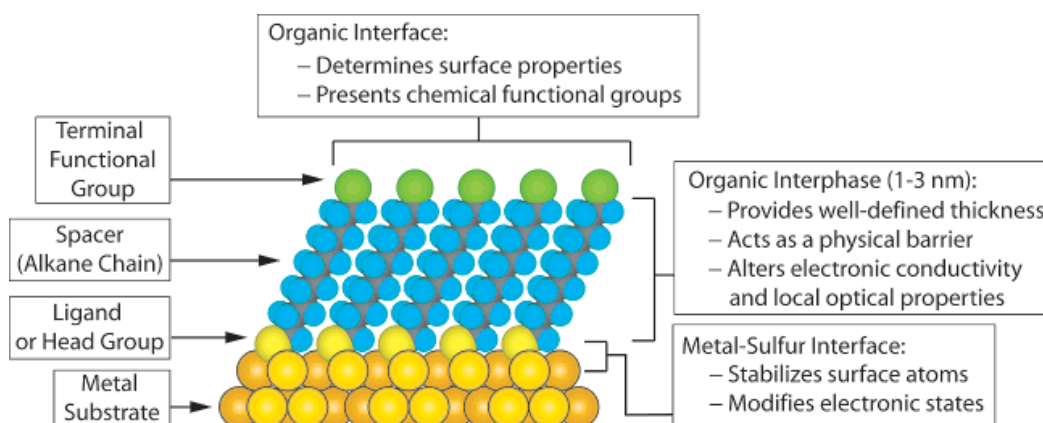 Organic Interface:
– Determines surface properties
– Presents chemical functional groups
Terminal
Functional
Group
Spacer
(Alkane Chain)
Ligand
or Head Group
Metal
Substrate
Organic Interphase (1-3 nm):
– Provides well-defined thickness
– Acts as a physical barrier
– Alters electronic conductivity
and local optical properties
Metal-Sulfur Interface:
– Stabilizes surface atoms
– Modifies electronic states